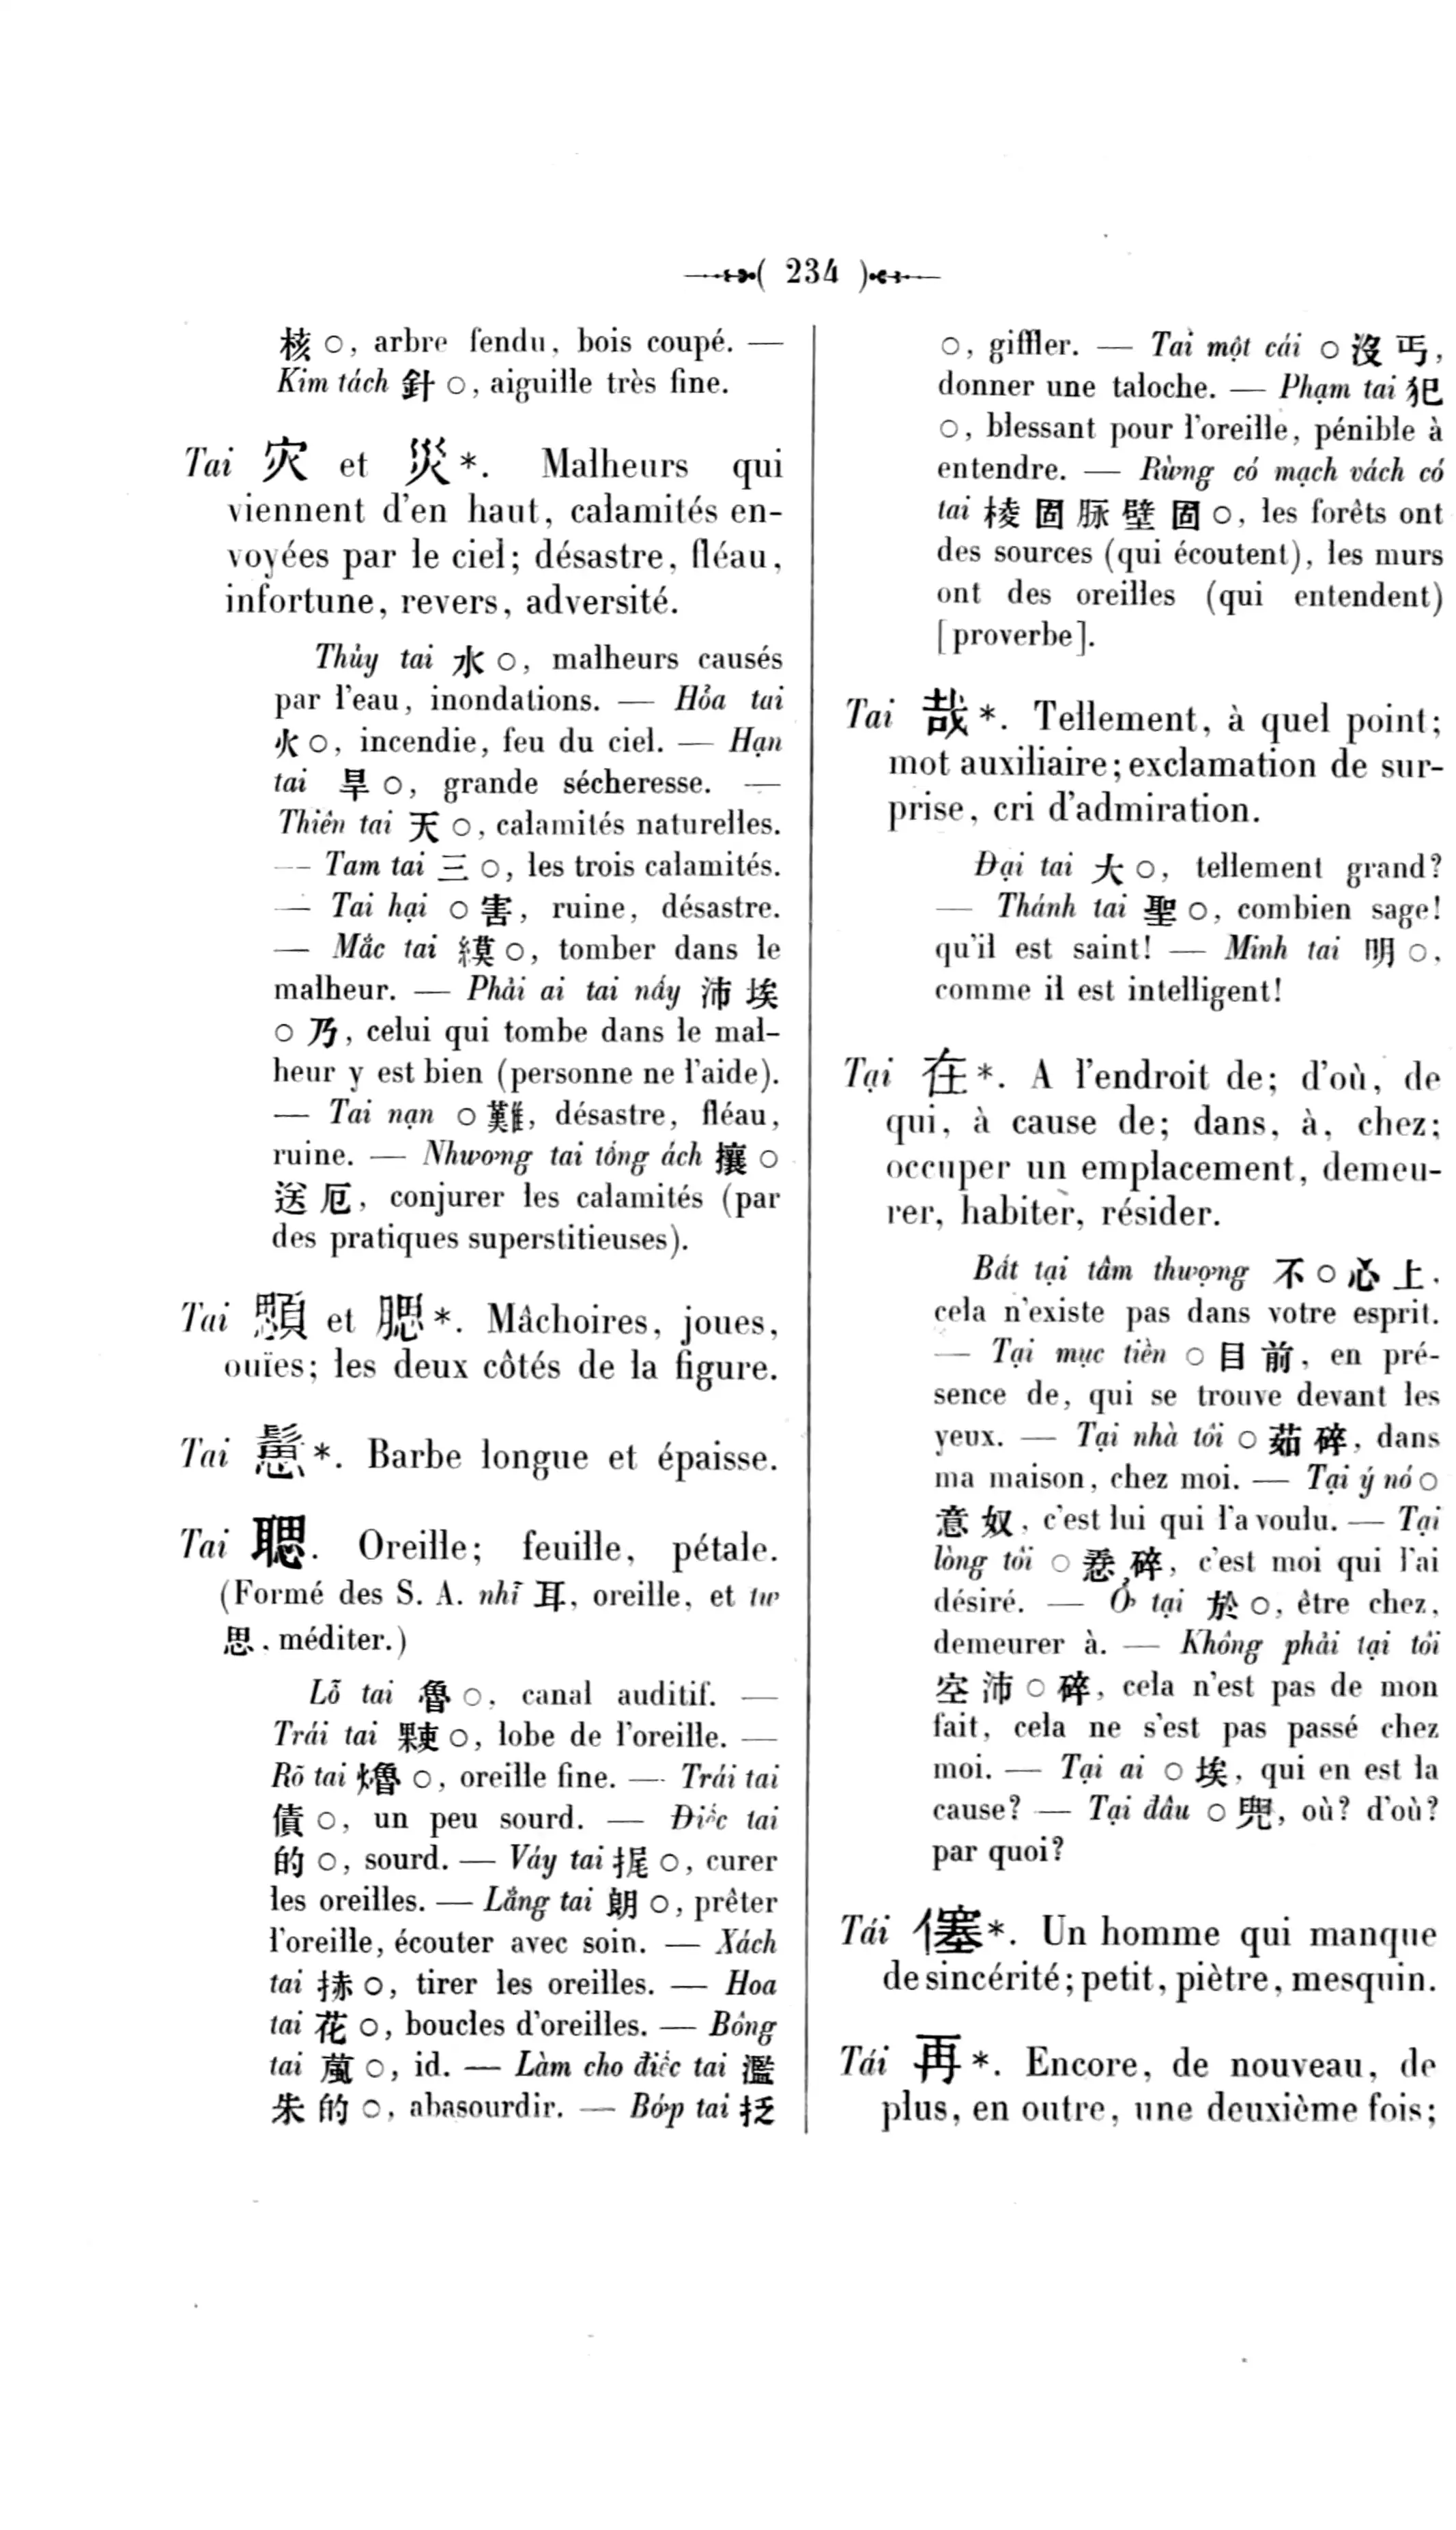 ( 234 )
核 ○, arbre fendu, bois coupé. —
Kim tách 針 ○, aiguille très fine.
Tai 灾 et 災*. Malheurs qui
viennent d'en haut, calamités en-
voyées par le ciel; désastre, fléau,
infortune, revers, adversité.
Thủy tai 水 ○, malheurs causés
par l'eau, inondations. — Hỏa tai
火 ○, incendie, feu du ciel. — Hạn
tai 旱 ○, grande sécheresse. —
Thiên tai 天 ○, calamités naturelles.
— Tam tai 三 ○, les trois calamités.
— Tai hại ○ 害, ruine, désastre.
— Mắc tai 縸 ○, tomber dans le
malheur. — Phải ai tai nấy 沛 埃
○ 乃, celui qui tombe dans le mal-
heur y est bien (personne ne l'aide).
— Tai nạn ○ 難, désastre, fléau,
ruine. — Nhương tai tống ách 攘 ○
送 厄, conjurer les calamités (par
des pratiques superstitieuses).
Tai 顋 et 腮*. Mâchoires, joues,
ouïes; les deux côtés de la figure.
Tai *. Barbe longue et épaisse.
Tai 聰. Oreille; feuille, pétale.
(Formé des S. A. nhĩ 耳, oreille, et tư
思, méditer.)
Lỗ tai 魯 ○, canal auditif. —
Trái tai ○, lobe de l'oreille. —
Rõ tai ○, oreille fine. — Trái tai
債 ○, un peu sourd. — Điếc tai
的 ○, sourd. — Váy tai 捤 ○, curer
les oreilles. — Lắng tai 朗 ○, prêter
l'oreille, écouter avec soin. — Xách
tai 捇 ○, tirer les oreilles. — Hoa
tai 花 ○, boucles d'oreilles. — Bông
tai ○, id. — Làm cho điếc tai 濫
朱 的 ○, abasourdir. — Bóp tai 抸
○, giffler. — Tai một cái ○ 沒 丐,
donner une taloche. — Phạm tai 犯
○, blessant pour l'oreille, pénible à
entendre. — Rừng có mạch vách có
tai 棱 固 脈 壁 固 ○, les forêts ont
des sources (qui écoutent), les murs
ont des oreilles (qui entendent)
[proverbe].
Tai 哉*. Tellement, à quel point;
mot auxiliaire; exclamation de sur-
prise, cri d'admiration.
Đại tai 大 ○, tellement grand?
— Thánh tai 聖 ○, combien sage!
qu'il est saint! — Minh tai 明 ○,
comme il est intelligent!
Tại 在*. A l'endroit de; d'où, de
qui, à cause de; dans, à, chez;
occuper un emplacement, demeu-
rer, habiter, résider.
Bất tại tâm thượng 不 ○ 心 上,
cela n'existe pas dans votre esprit.
— Tại mục tiền ○ 目 前, en pré-
sence de, qui se trouve devant les
yeux. — Tại nhà tôi ○ 茹 碎, dans
ma maison, chez moi. — Tại ý nó ○
意 奴, c'est lui qui l'a voulu. — Tại
lòng tôi ○ 碎, c'est moi qui l'ai
désiré. — Ở tại 於 ○, être chez,
demeurer à. — Không phải tại tôi
空 沛 ○ 碎, cela n'est pas de mon
fait, cela ne s'est pas passé chez
moi. — Tại ai ○ 埃, qui en est la
cause? — Tại đâu ○ 兜, où? d'où?
par quoi?
Tái 僿*. Un homme qui manque
de sincérité; petit, piètre, mesquin.
Tái 再*. Encore, de nouveau, de
plus, en outre, une deuxième fois;